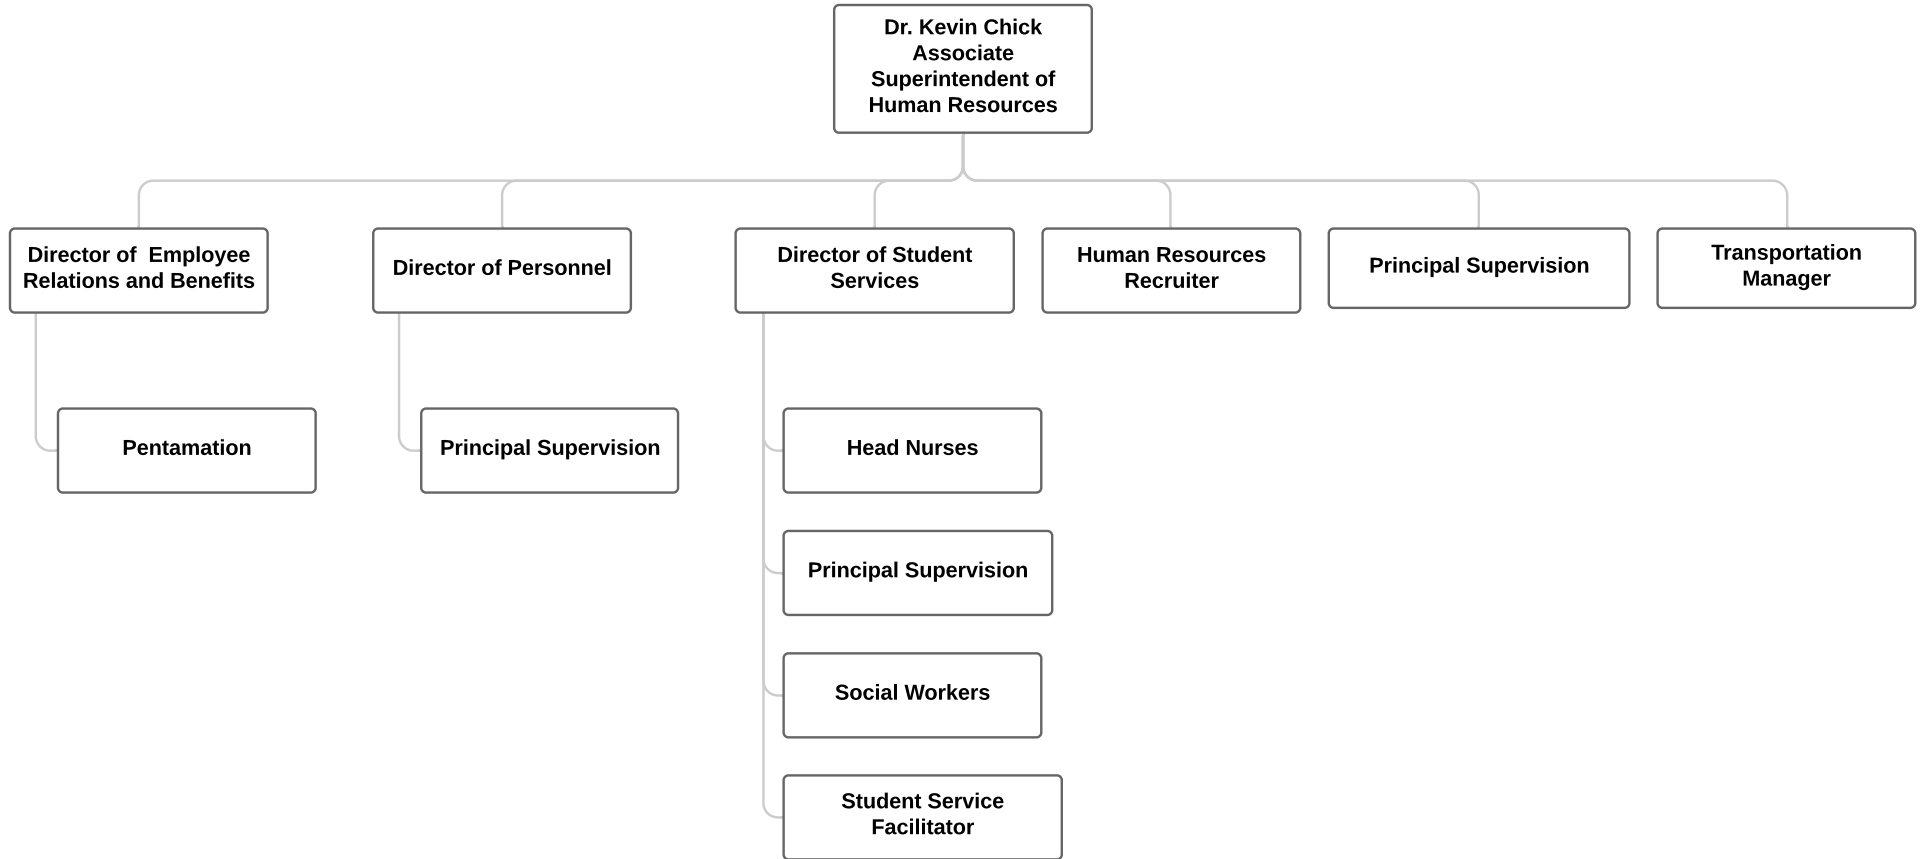 Dr. Kevin Chick
Associate
Superintendent of
Human Resources
Director of  Employee
Relations and Benefits
Director of Personnel
Director of Student
Services
Human Resources
Recruiter
Principal Supervision
Transportation
Manager
Pentamation
Principal Supervision
Head Nurses
Principal Supervision
Social Workers
Student Service
Facilitator